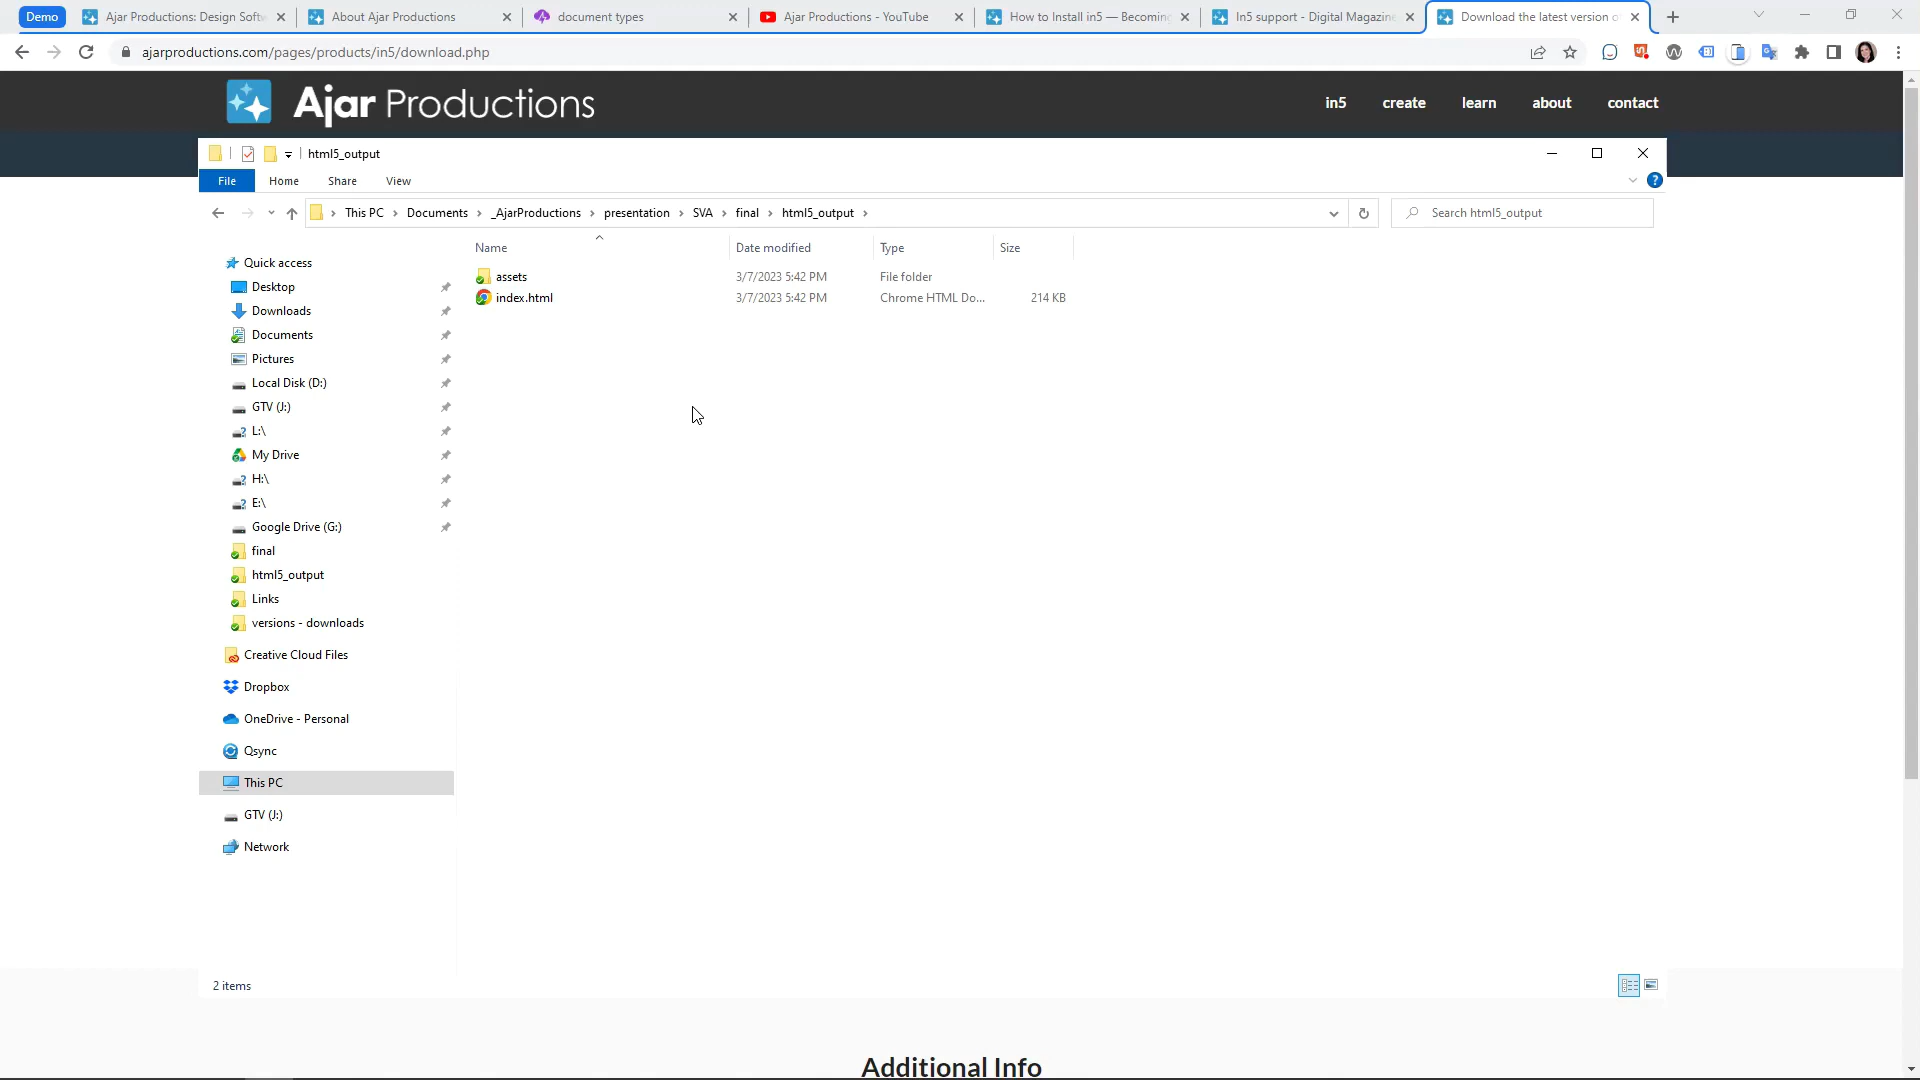 Demo
Ajar Productions: Design Softw
About Ajar Productions
document types
Ajar Productions - YouTube
How to Install in5 — Becoming
In5 support - Digital Magazine
Download the latest version o
ajarproductions.com/pages/products/in5/download.php
Ajar Productions
in5
create
learn
about
contact
html5_output
File
Home
Share
View
This PC > Documents > _AjarProductions > presentation > SVA > final > html5_output >
Search html5_output
Name
Date modified
Type
Size
assets
3/7/2023 5:42 PM
File folder
index.html
3/7/2023 5:42 PM
Chrome HTML Do...
214 KB
Quick access
Desktop
Downloads
Documents
Pictures
Local Disk (D:)
GTV (J:)
L:\
My Drive
H:\
E:\
Google Drive (G:)
final
html5_output
Links
versions - downloads
Creative Cloud Files
Dropbox
OneDrive - Personal
Qsync
This PC
GTV (J:)
Network
2 items
Additional Info